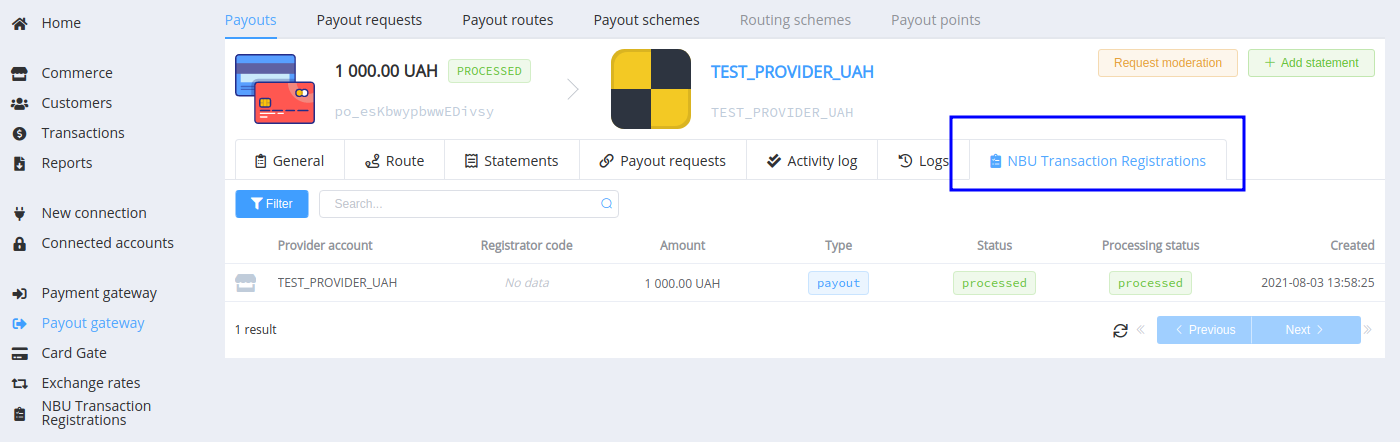 Home
Commerce
Customers
Transactions
Reports
New connection
Connected accounts
Payment gateway
Payout gateway
Card Gate
Exchange rates
NBU Transaction
Registrations
Payouts Payout requests Payout routes Payout schemes Routing schemes Payout points
1 000.00 UAH PROCESSED
po_esKbwypbwwEDivsy
TEST_PROVIDER_UAH
TEST_PROVIDER_UAH
Request moderation + Add statement
General Route Statements Payout requests Activity log Logs NBU Transaction Registrations
Filter Search...
Provider account Registrator code Amount Type Status Processing status Created
TEST_PROVIDER_UAH No data 1 000.00 UAH payout processed processed 2021-08-03 13:58:25
1 result Previous Next